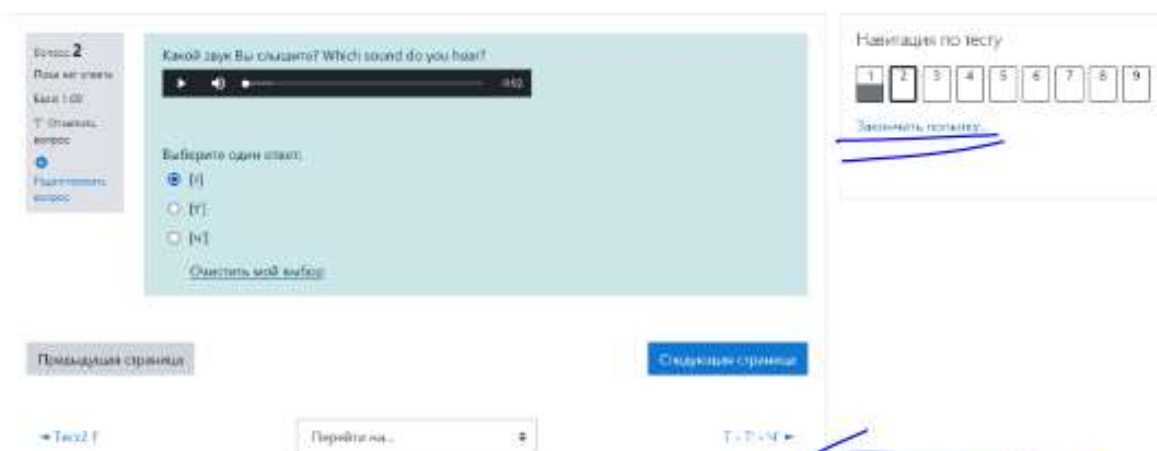 Вопрос 2
Пока нет ответа
Балл: 1,00
Отметить
вопрос
Редактировать
вопрос
Какой звук Вы слышите? Which sound do you hear?
Выберите один ответ:
[Т']
[Ч']
Очистить мой выбор
Предыдущая страница
Следующая страница
Перейти на...
Т - Т' - Ч' ►
Навигация по тесту
1 2 3 4 5 6 7 8 9
Закончить попытку...